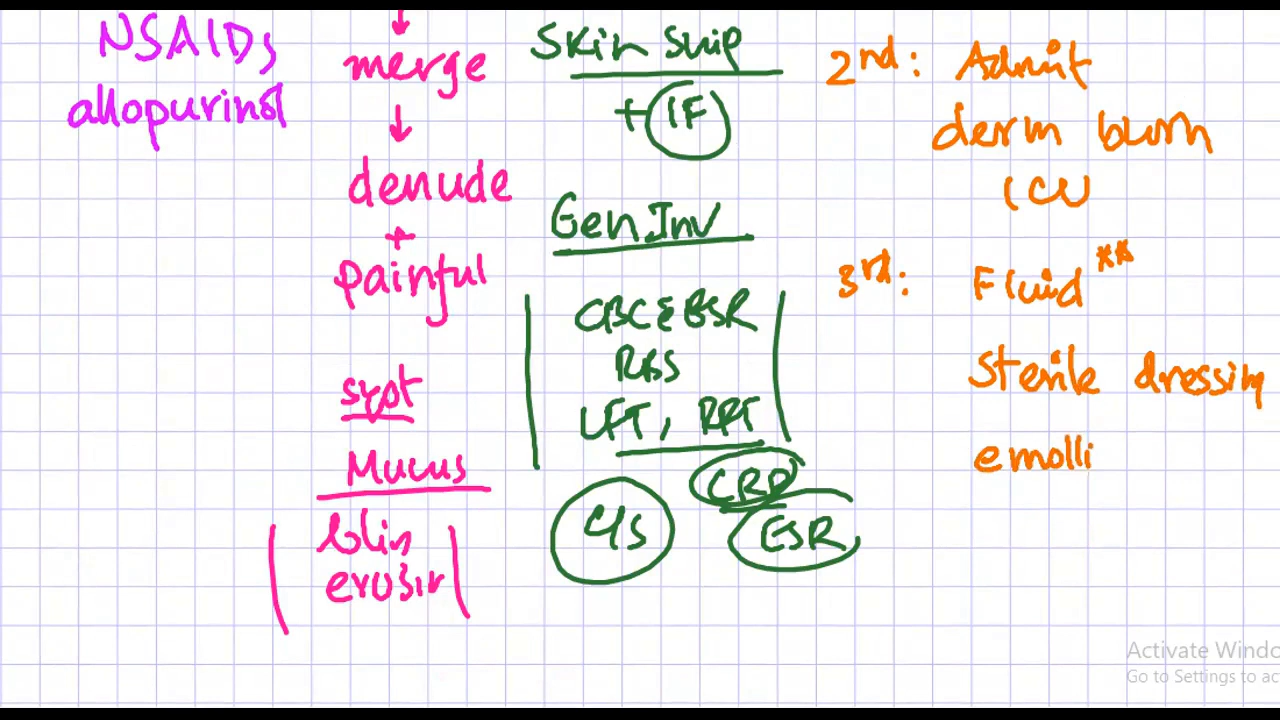 NSAIDs
allopurinol
merge
denude
+
painful
syst
Mucus
blis
erosin
Skin snip
+ IF
Gen Inv
CBC & ESR
RBS
LFT, RFT
CRP
C/S
ESR
2nd: Admit
derm burn
ICU
3rd: Fluid**
Sterile dressing
emolli
Activate Windo
Go to Settings to ac